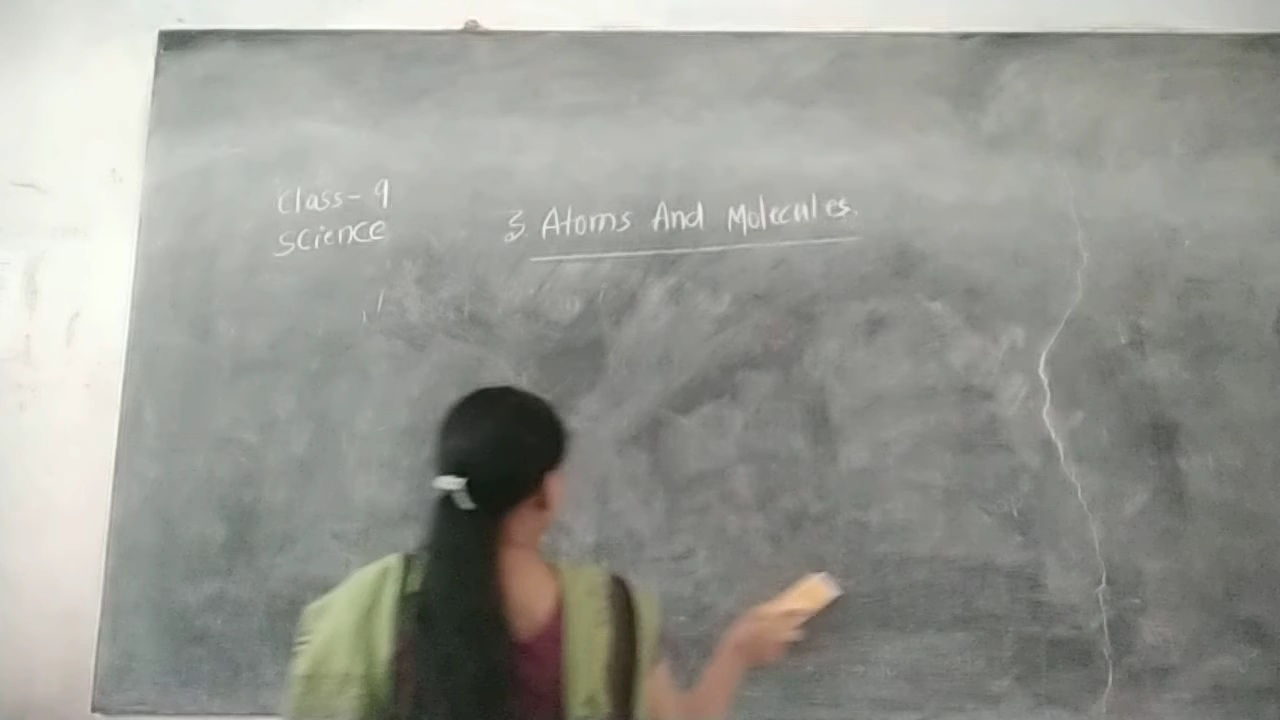 Class-9
Science
3. Atoms And Molecules.